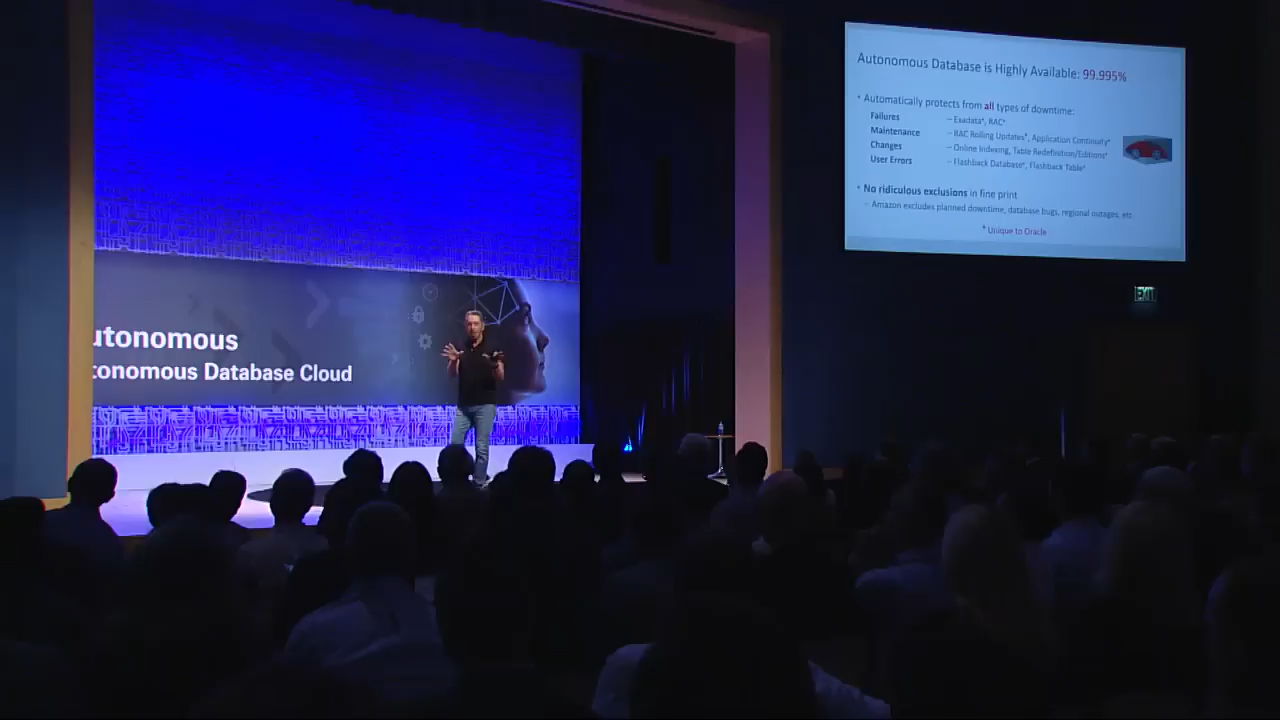 utonomous
tonomous Database Cloud
Autonomous Database is Highly Available: 99.995%
• Automatically protects from all types of downtime:
Failures – Exadata*, RAC*
Maintenance – RAC Rolling Updates*, Application Continuity*
Changes – Online Indexing, Table Redefinition/Editions*
User Errors – Flashback Database*, Flashback Table*
• No ridiculous exclusions in fine print
– Amazon excludes planned downtime, database bugs, regional outages, etc
* Unique to Oracle
EXIT